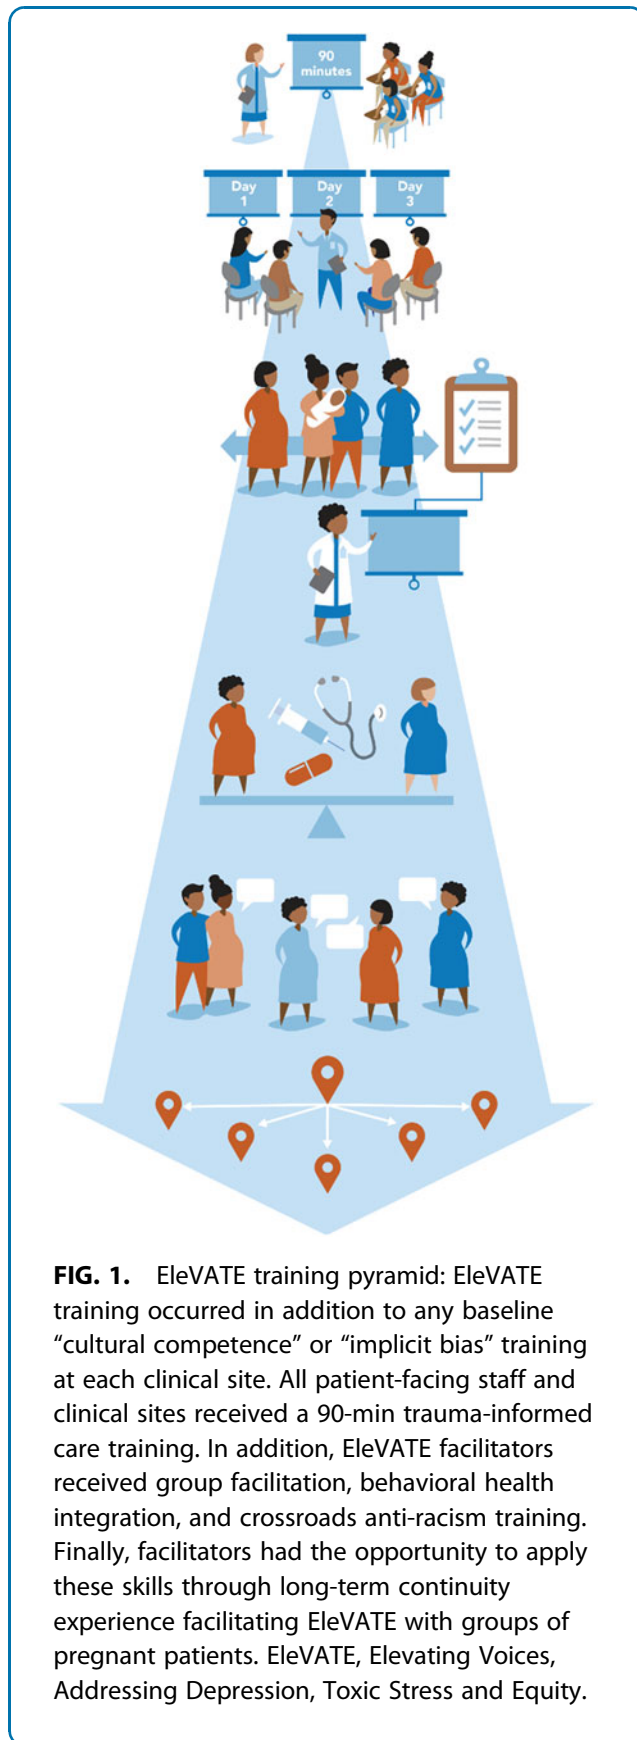 90
minutes
Day
1
Day
2
Day
3
FIG. 1. EleVATE training pyramid: EleVATE
training occurred in addition to any baseline
“cultural competence” or “implicit bias” training
at each clinical site. All patient-facing staff and
clinical sites received a 90-min trauma-informed
care training. In addition, EleVATE facilitators
received group facilitation, behavioral health
integration, and crossroads anti-racism training.
Finally, facilitators had the opportunity to apply
these skills through long-term continuity
experience facilitating EleVATE with groups of
pregnant patients. EleVATE, Elevating Voices,
Addressing Depression, Toxic Stress and Equity.